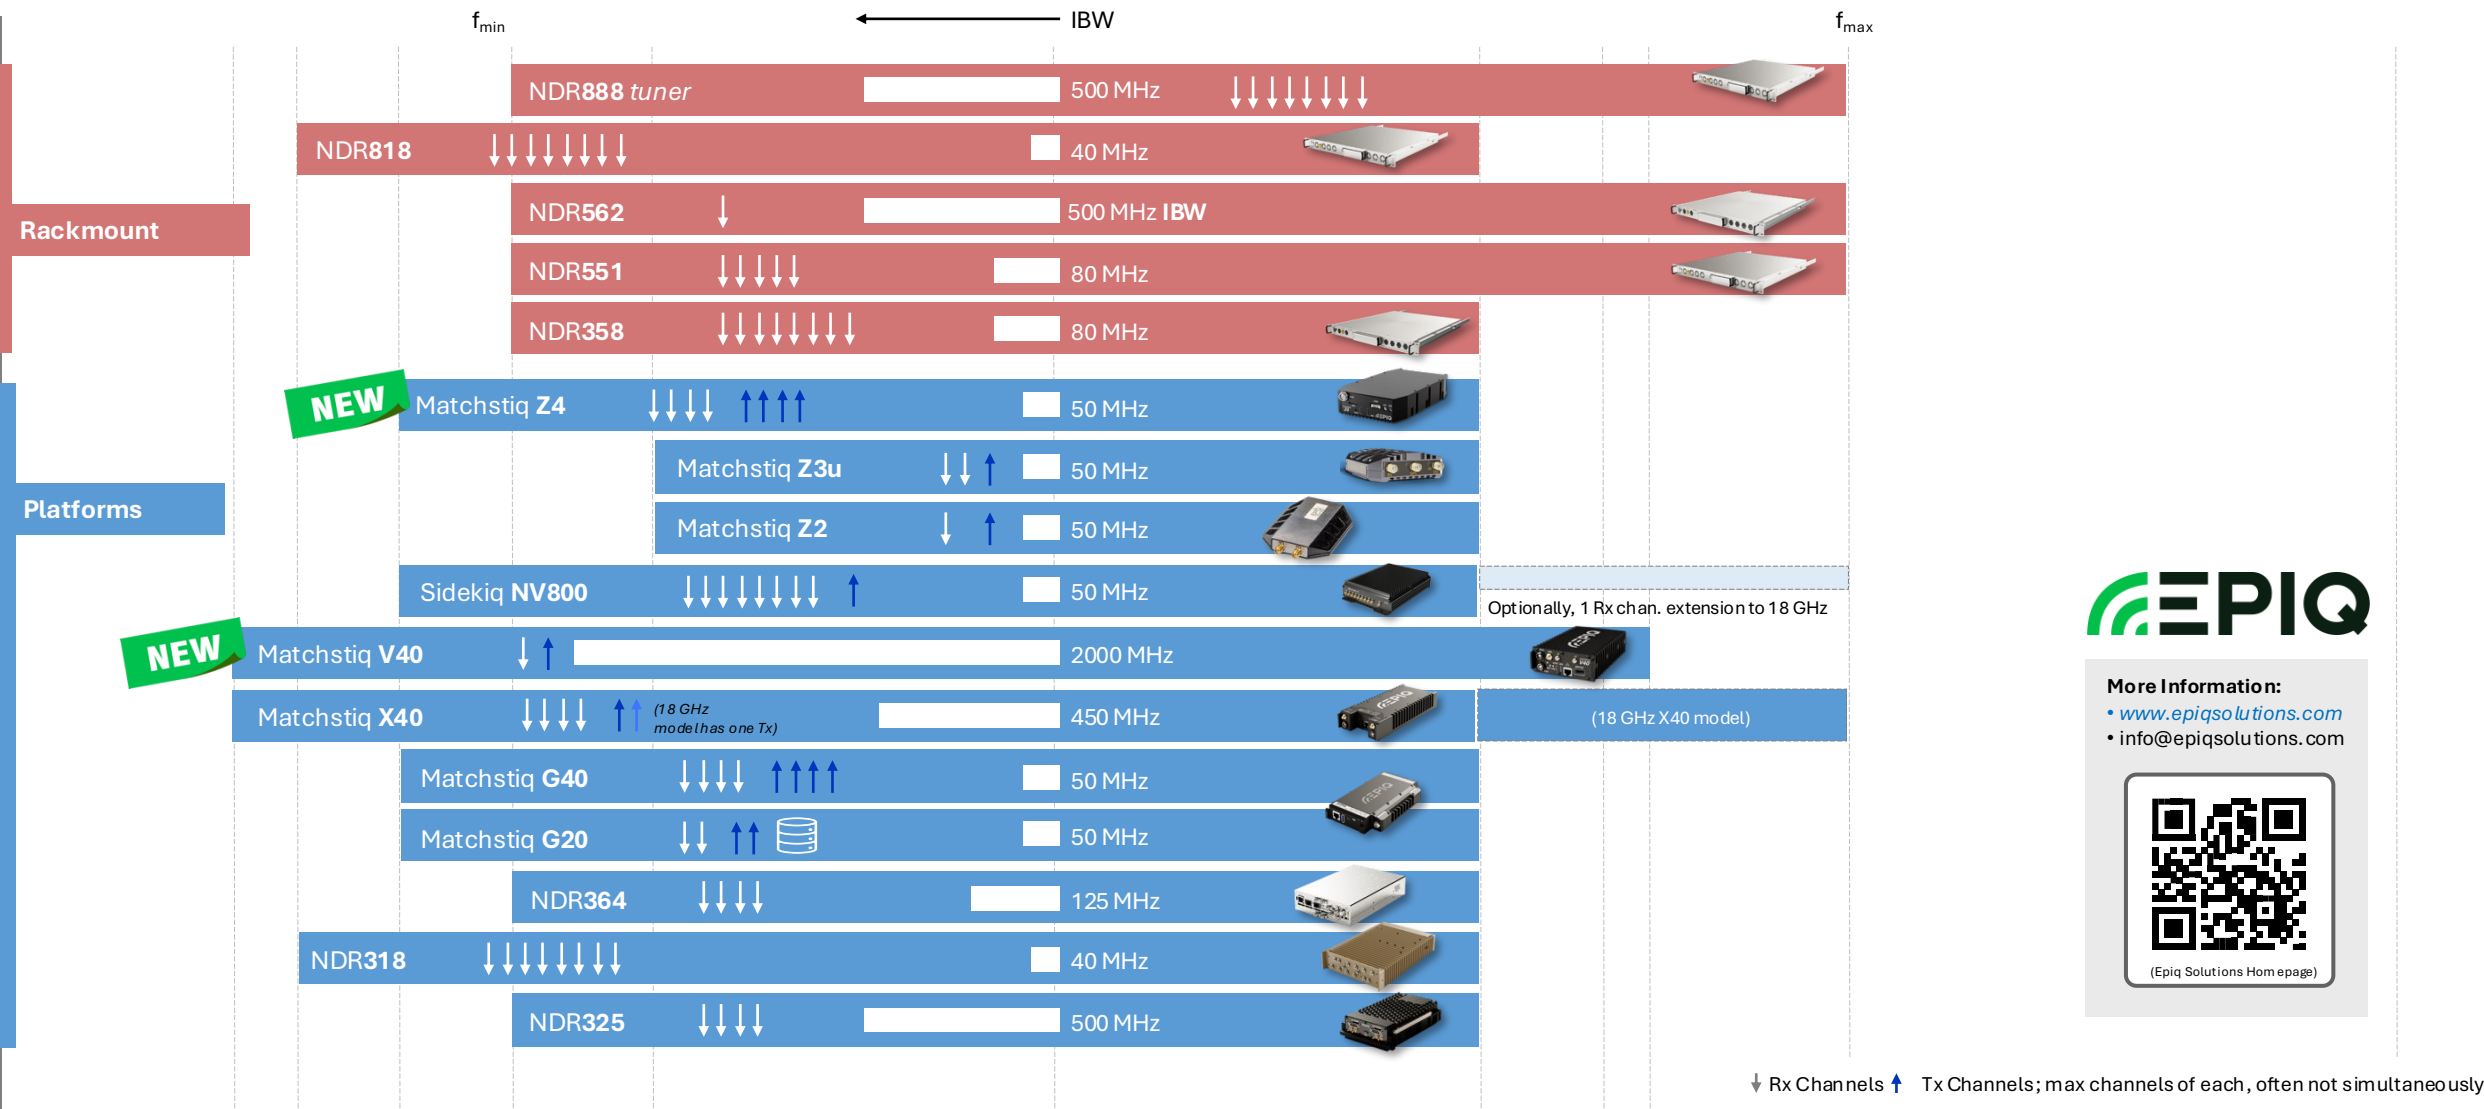 fmin
IBW
fmax
NDR888 tuner
500 MHz
NDR818
40 MHz
Rackmount
NDR562
500 MHz IBW
NDR551
80 MHz
NDR358
80 MHz
NEW
Matchstiq Z4
50 MHz
EPIQ
Platforms
Matchstiq Z3u
50 MHz
Matchstiq Z2
50 MHz
Sidekiq NV800
50 MHz
Optionally, 1 Rx chan. extension to 18 GHz
NEW
Matchstiq V40
2000 MHz
EPIQ
V40
Matchstiq X40
(18 GHz
model has one Tx)
450 MHz
EPIQ
(18 GHz X40 model)
Matchstiq G40
50 MHz
EPIQ
Matchstiq G20
50 MHz
NDR364
125 MHz
NDR318
40 MHz
NDR325
500 MHz
EPIQ
More Information:
• www.epiqsolutions.com
• info@epiqsolutions.com
(Epiq Solutions Homepage)
Rx Channels
Tx Channels; max channels of each, often not simultaneously